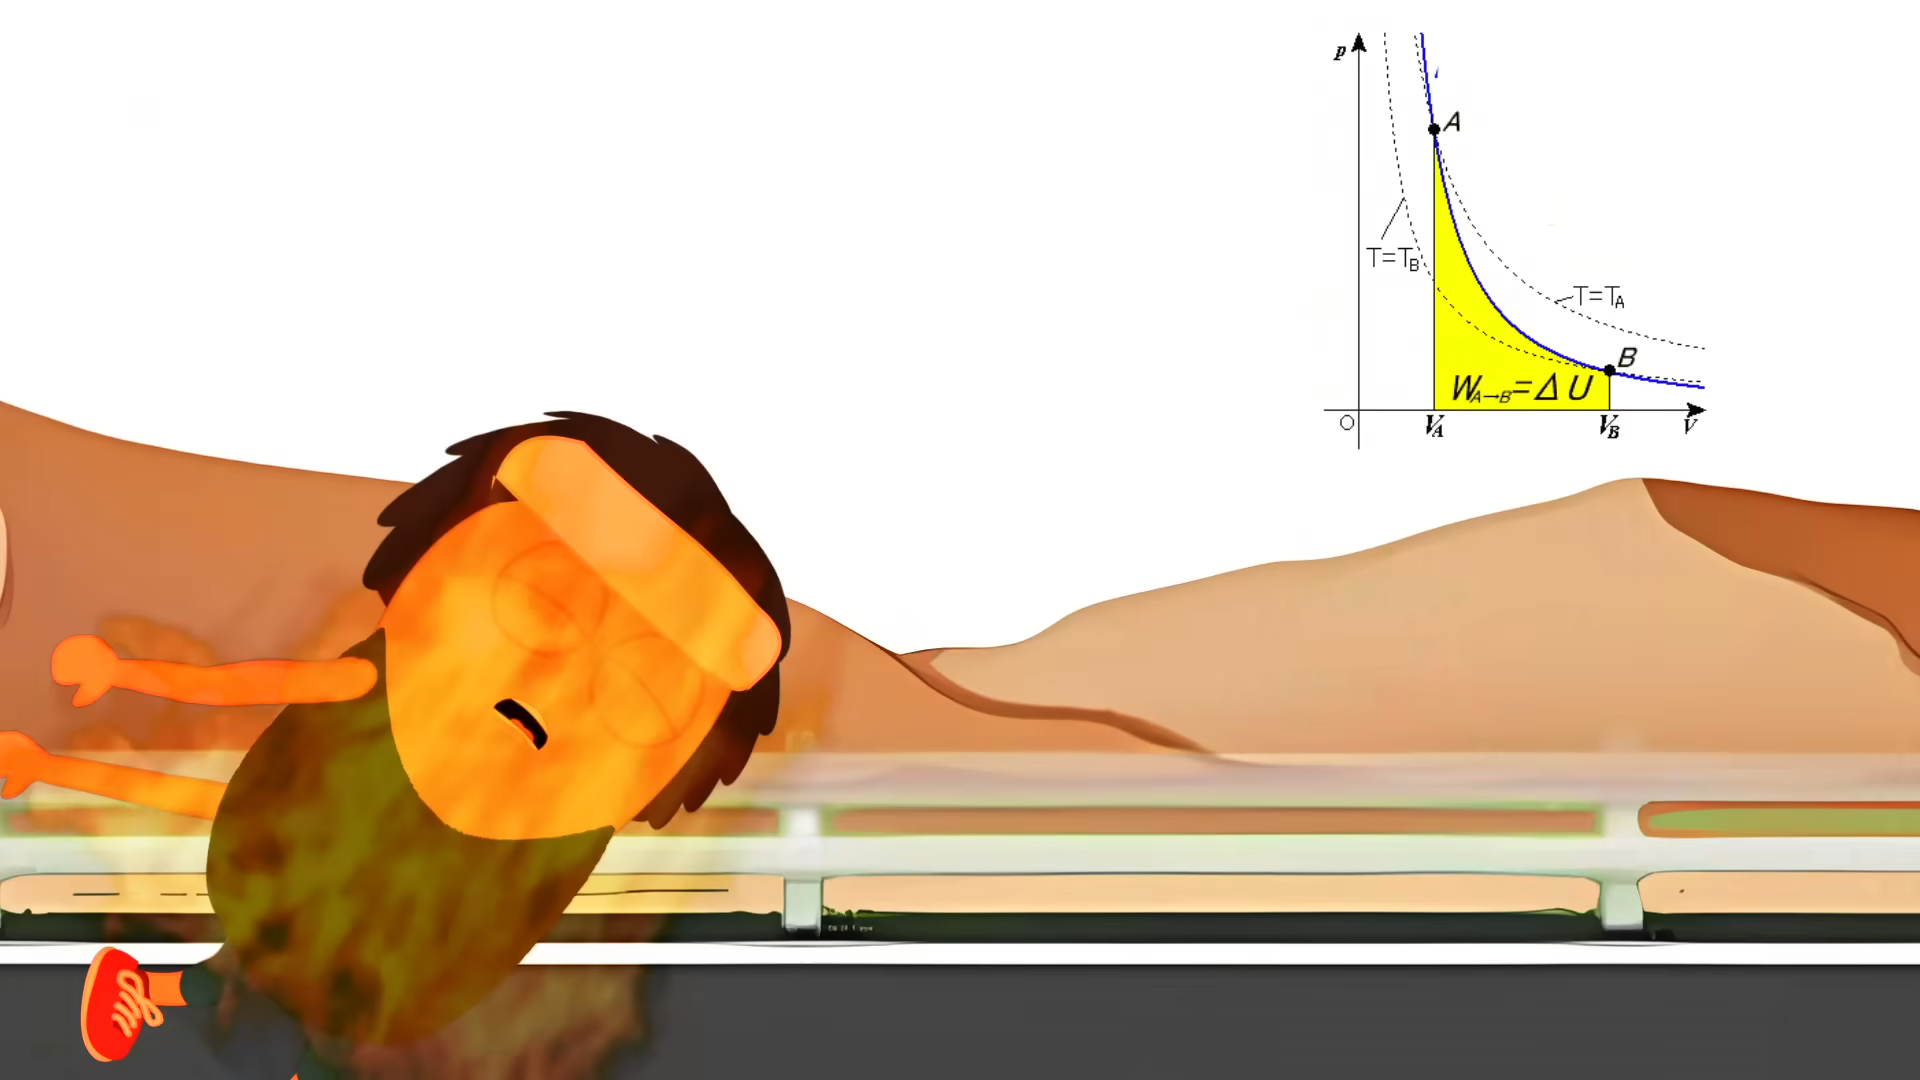 p
A
T=T_B
T=T_A
B
W_A→B=ΔU
O
V_A
V_B
V